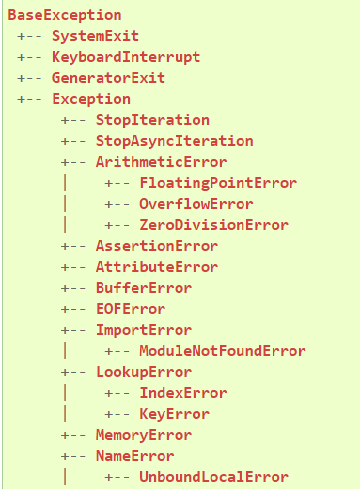 BaseException
 +-- SystemExit
 +-- KeyboardInterrupt
 +-- GeneratorExit
 +-- Exception
      +-- StopIteration
      +-- StopAsyncIteration
      +-- ArithmeticError
      |    +-- FloatingPointError
      |    +-- OverflowError
      |    +-- ZeroDivisionError
      +-- AssertionError
      +-- AttributeError
      +-- BufferError
      +-- EOFError
      +-- ImportError
      |    +-- ModuleNotFoundError
      +-- LookupError
      |    +-- IndexError
      |    +-- KeyError
      +-- MemoryError
      +-- NameError
      |    +-- UnboundLocalError